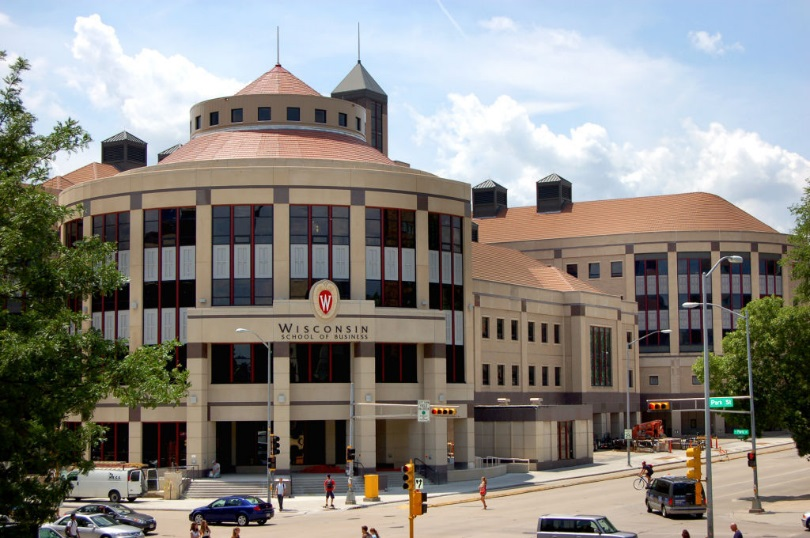 W
WISCONSIN
SCHOOL OF BUSINESS
Park St